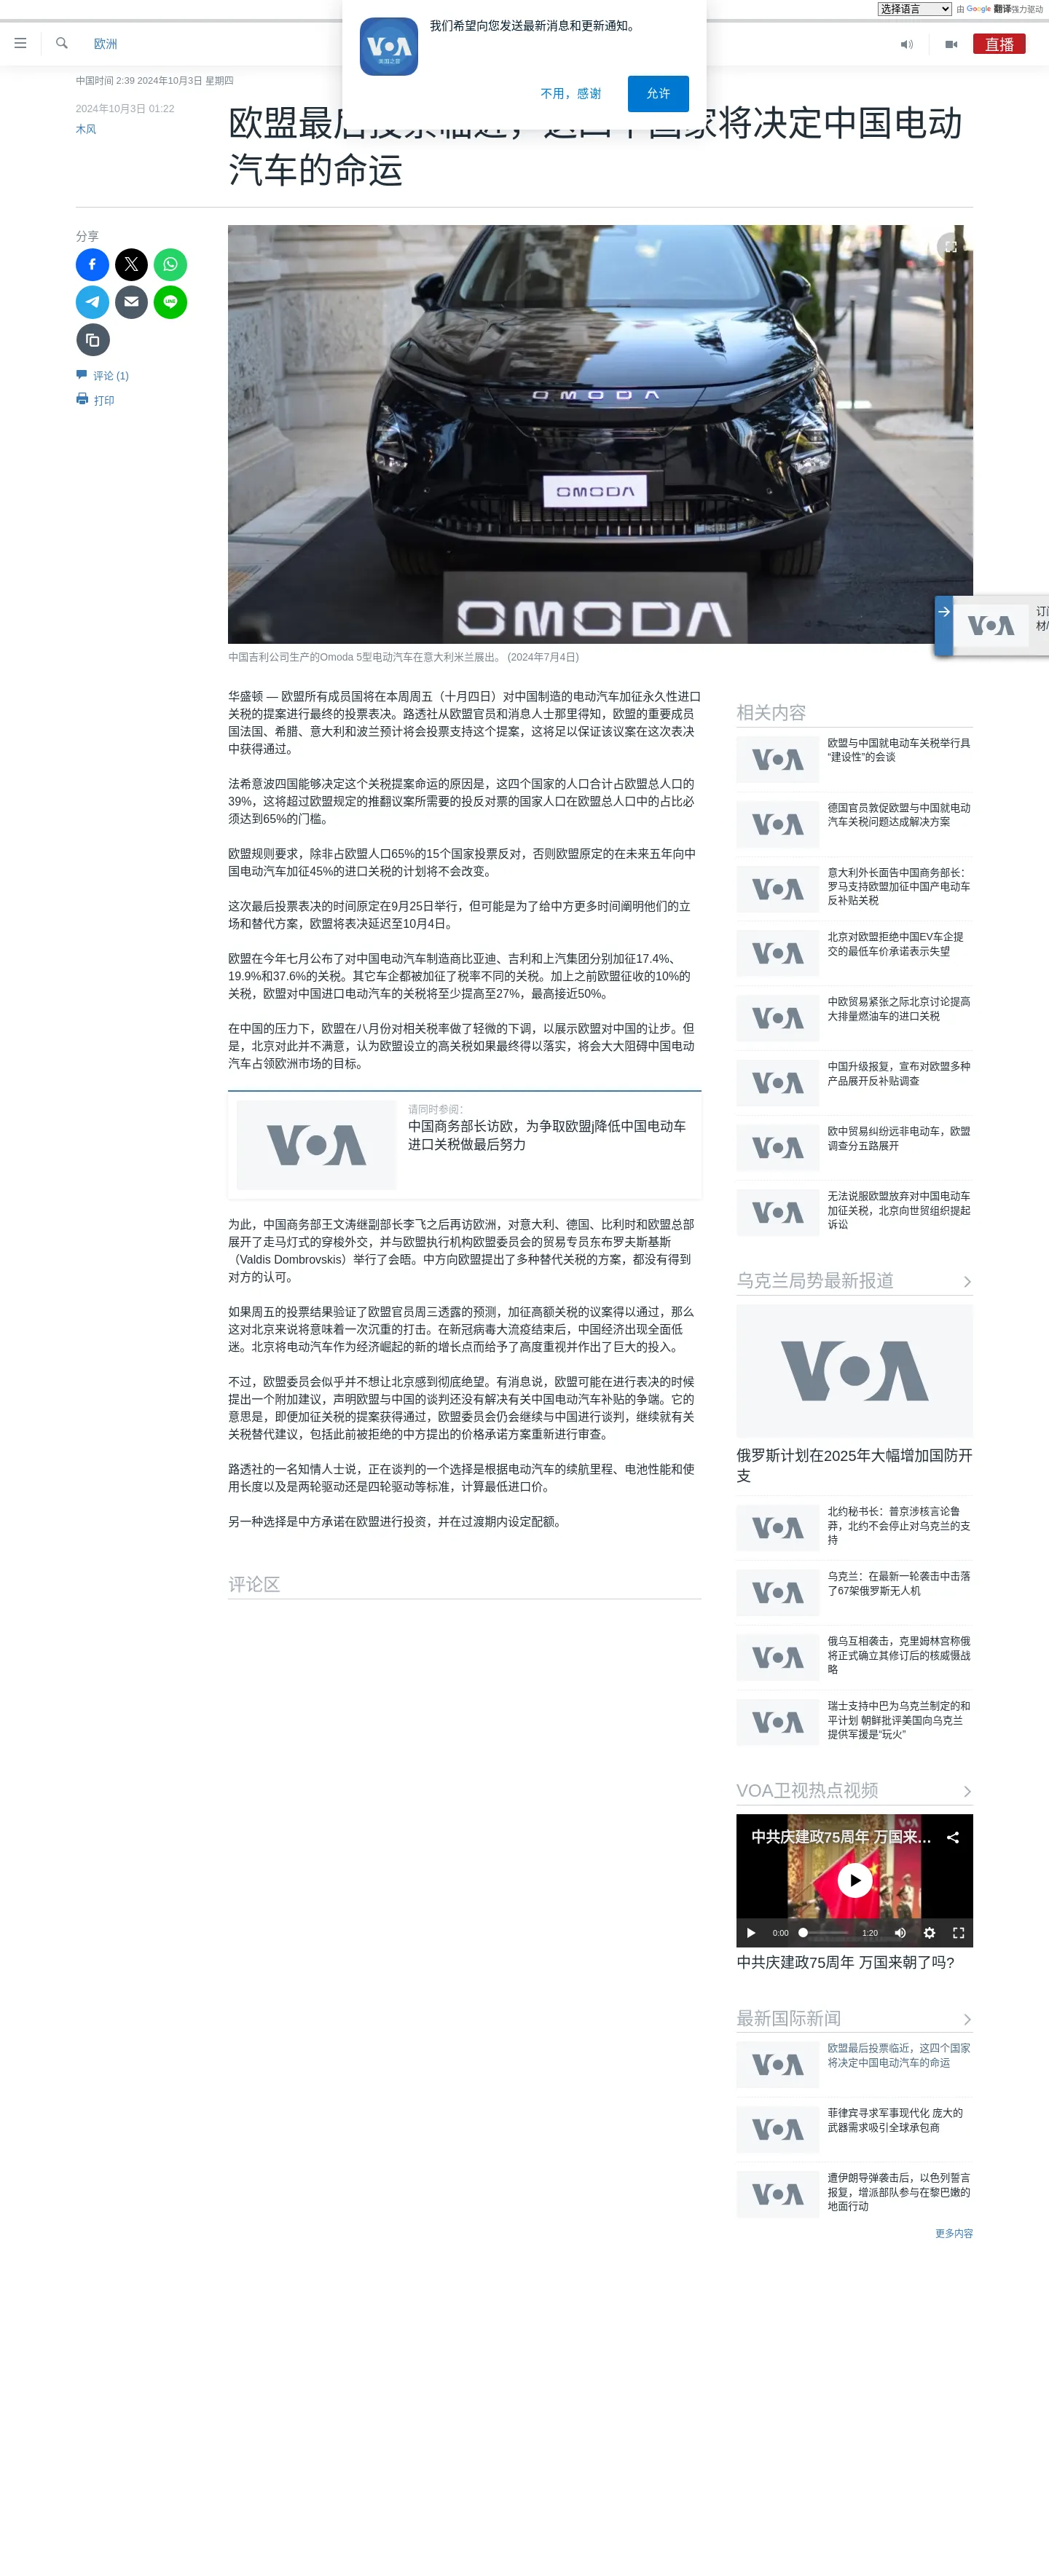 选择语言 由 Google 翻译强力驱动
我们希望向您发送最新消息和更新通知。
VOA
美国之音
不用，感谢
允许
欧洲
直播
中国时间 2:39 2024年10月3日 星期四
2024年10月3日 01:22
木风
欧盟最后投票临近，这四个国家将决定中国电动
汽车的命运
分享
评论 (1)
打印
OMODA
OMODA
OMODA
中国吉利公司生产的Omoda 5型电动汽车在意大利米兰展出。 (2024年7月4日)
VOA
华盛顿 — 欧盟所有成员国将在本周周五（十月四日）对中国制造的电动汽车加征永久性进口
关税的提案进行最终的投票表决。路透社从欧盟官员和消息人士那里得知，欧盟的重要成员
国法国、希腊、意大利和波兰预计将会投票支持这个提案，这将足以保证该议案在这次表决
中获得通过。
法希意波四国能够决定这个关税提案命运的原因是，这四个国家的人口合计占欧盟总人口的
39%，这将超过欧盟规定的推翻议案所需要的投反对票的国家人口在欧盟总人口中的占比必
须达到65%的门槛。
欧盟规则要求，除非占欧盟人口65%的15个国家投票反对，否则欧盟原定的在未来五年向中
国电动汽车加征45%的进口关税的计划将不会改变。
这次最后投票表决的时间原定在9月25日举行，但可能是为了给中方更多时间阐明他们的立
场和替代方案，欧盟将表决延迟至10月4日。
欧盟在今年七月公布了对中国电动汽车制造商比亚迪、吉利和上汽集团分别加征17.4%、
19.9%和37.6%的关税。其它车企都被加征了税率不同的关税。加上之前欧盟征收的10%的
关税，欧盟对中国进口电动汽车的关税将至少提高至27%，最高接近50%。
在中国的压力下，欧盟在八月份对相关税率做了轻微的下调，以展示欧盟对中国的让步。但
是，北京对此并不满意，认为欧盟设立的高关税如果最终得以落实，将会大大阻碍中国电动
汽车占领欧洲市场的目标。
VOA
请同时参阅：
中国商务部长访欧，为争取欧盟j降低中国电动车
进口关税做最后努力
为此，中国商务部王文涛继副部长李飞之后再访欧洲，对意大利、德国、比利时和欧盟总部
展开了走马灯式的穿梭外交，并与欧盟执行机构欧盟委员会的贸易专员东布罗夫斯基斯
（Valdis Dombrovskis）举行了会晤。中方向欧盟提出了多种替代关税的方案，都没有得到
对方的认可。
如果周五的投票结果验证了欧盟官员周三透露的预测，加征高额关税的议案得以通过，那么
这对北京来说将意味着一次沉重的打击。在新冠病毒大流疫结束后，中国经济出现全面低
迷。北京将电动汽车作为经济崛起的新的增长点而给予了高度重视并作出了巨大的投入。
不过，欧盟委员会似乎并不想让北京感到彻底绝望。有消息说，欧盟可能在进行表决的时候
提出一个附加建议，声明欧盟与中国的谈判还没有解决有关中国电动汽车补贴的争端。它的
意思是，即便加征关税的提案获得通过，欧盟委员会仍会继续与中国进行谈判，继续就有关
关税替代建议，包括此前被拒绝的中方提出的价格承诺方案重新进行审查。
路透社的一名知情人士说，正在谈判的一个选择是根据电动汽车的续航里程、电池性能和使
用长度以及是两轮驱动还是四轮驱动等标准，计算最低进口价。
另一种选择是中方承诺在欧盟进行投资，并在过渡期内设定配额。
评论区
相关内容
VOA
欧盟与中国就电动车关税举行具
“建设性”的会谈
VOA
德国官员敦促欧盟与中国就电动
汽车关税问题达成解决方案
VOA
意大利外长面告中国商务部长：
罗马支持欧盟加征中国产电动车
反补贴关税
VOA
北京对欧盟拒绝中国EV车企提
交的最低车价承诺表示失望
VOA
中欧贸易紧张之际北京讨论提高
大排量燃油车的进口关税
VOA
中国升级报复，宣布对欧盟多种
产品展开反补贴调查
VOA
欧中贸易纠纷远非电动车，欧盟
调查分五路展开
VOA
无法说服欧盟放弃对中国电动车
加征关税，北京向世贸组织提起
诉讼
乌克兰局势最新报道
VOA
俄罗斯计划在2025年大幅增加国防开
支
VOA
北约秘书长：普京涉核言论鲁
莽，北约不会停止对乌克兰的支
持
VOA
乌克兰：在最新一轮袭击中击落
了67架俄罗斯无人机
VOA
俄乌互相袭击，克里姆林宫称俄
将正式确立其修订后的核威慑战
略
VOA
瑞士支持中巴为乌克兰制定的和
平计划 朝鲜批评美国向乌克兰
提供军援是“玩火”
VOA卫视热点视频
中共庆建政75周年 万国来…
VOA
0:00
1:20
中共庆建政75周年 万国来朝了吗?
最新国际新闻
VOA
欧盟最后投票临近，这四个国家
将决定中国电动汽车的命运
VOA
菲律宾寻求军事现代化 庞大的
武器需求吸引全球承包商
VOA
遭伊朗导弹袭击后，以色列誓言
报复，增派部队参与在黎巴嫩的
地面行动
更多内容